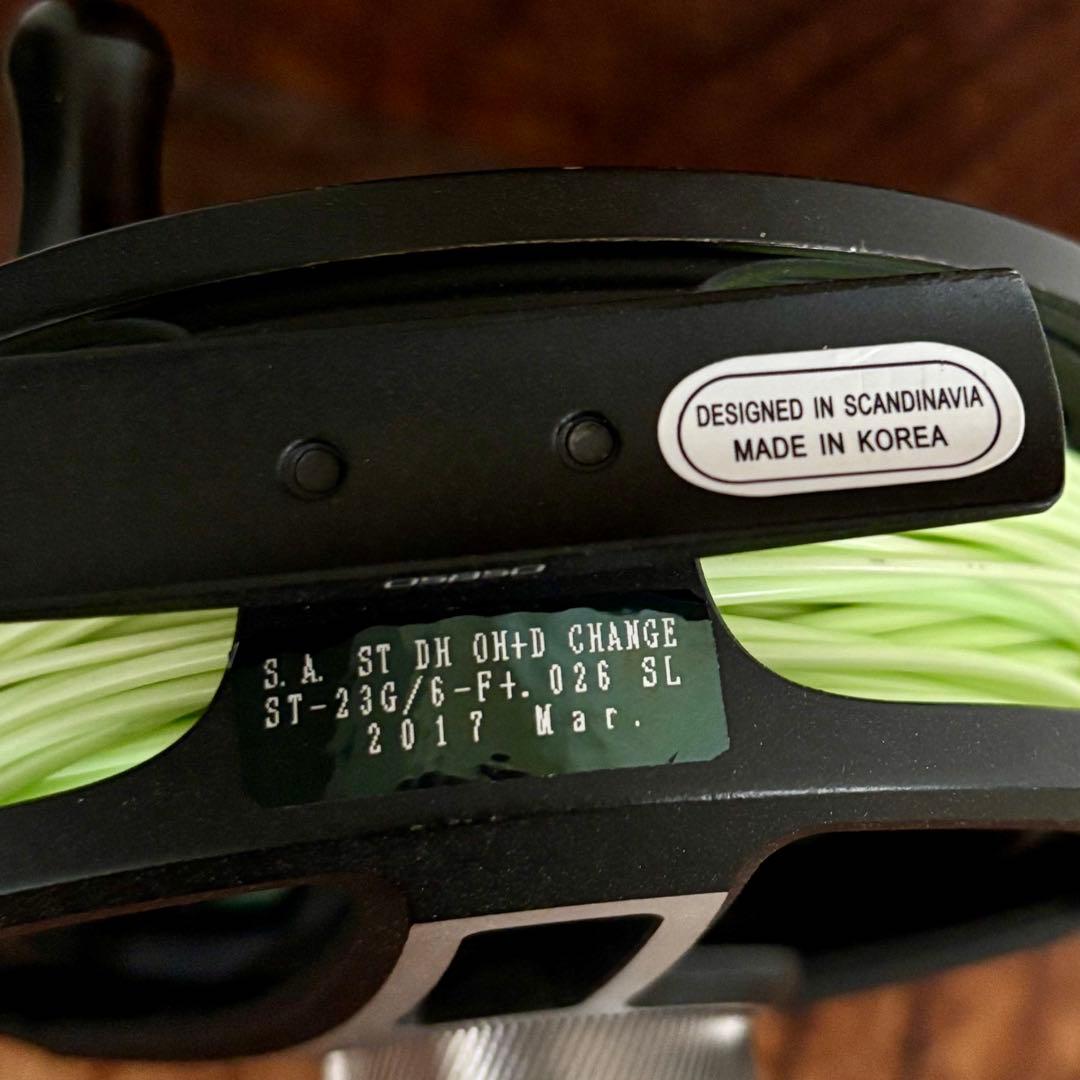 DESIGNED IN SCANDINAVIA
MADE IN KOREA
S.A. ST DH OH+D CHANGE
ST-23G/6-F+.026 SL
2017 Mar.